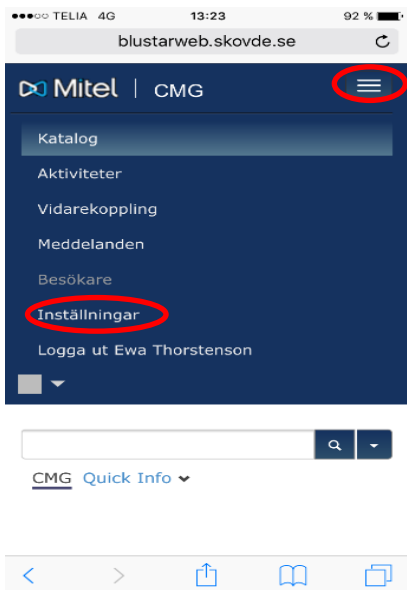 TELIA 4G 13:23 92 %
blustarweb.skovde.se
Mitel | CMG
Katalog
Aktiviteter
Vidarekoppling
Meddelanden
Besökare
Inställningar
Logga ut Ewa Thorstenson
CMG Quick Info